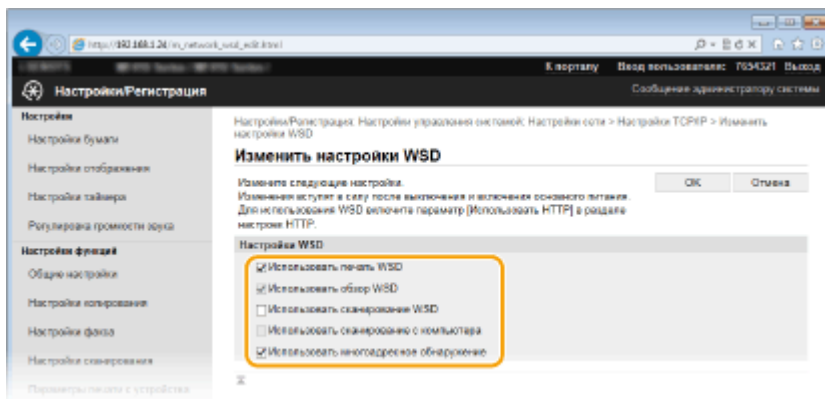 http://192.168.1.24/m_network_wsd_edit.html
К порталу Вход пользователя: 7654321 Выход
Настройки/Регистрация
Сообщение администратору системы
Настройки
Настройки бумаги
Настройки отображения
Настройки таймера
Регулировка громкости звука
Настройки функций
Общие настройки
Настройки копирования
Настройки факса
Настройки сканирования
Параметры печати с устройства
Настройки/Регистрация: Настройки управления системой: Настройки сети > Настройки TCP/IP > Изменить
настройки WSD
Изменить настройки WSD
Измените следующие настройки.
Изменения вступят в силу после выключения и включения основного питания.
Для использования WSD включите параметр [Использовать HTTP] в разделе
настроек HTTP.
OK Отмена
Настройки WSD
Использовать печать WSD
Использовать обзор WSD
Использовать сканирование WSD
Использовать сканирование с компьютера
Использовать многоадресное обнаружение